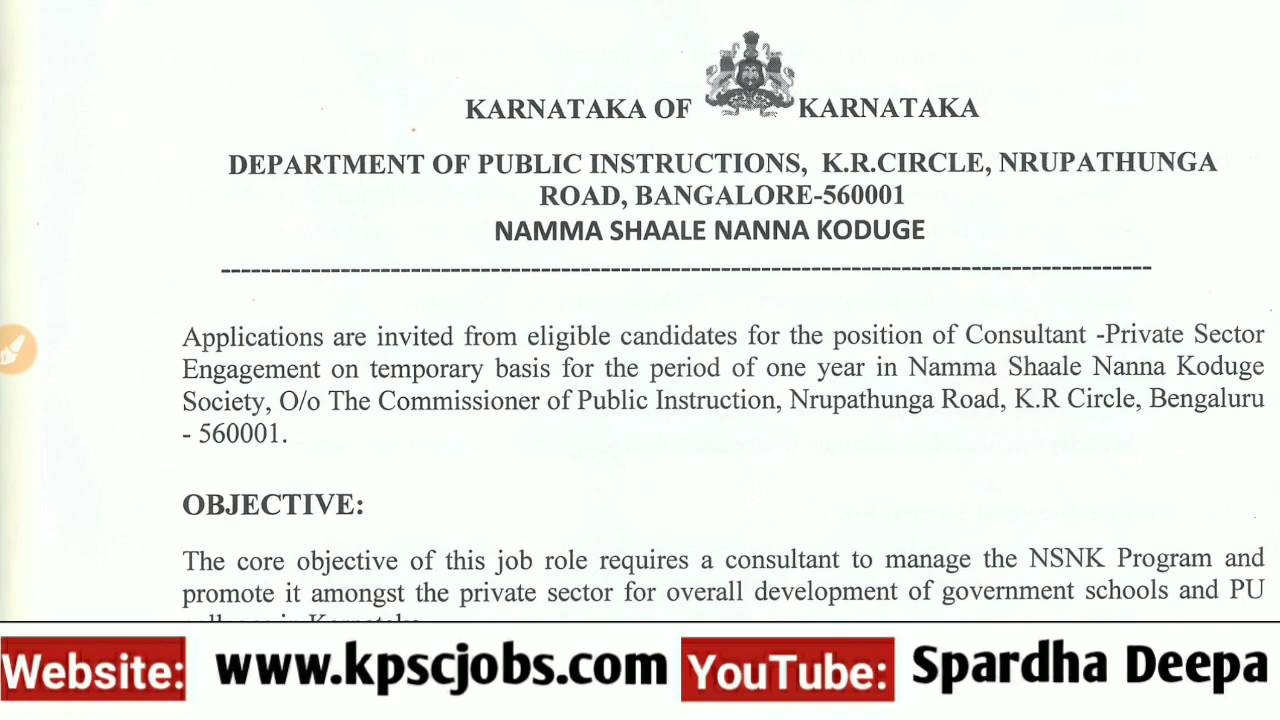 KARNATAKA OF KARNATAKA
DEPARTMENT OF PUBLIC INSTRUCTIONS, K.R.CIRCLE, NRUPATHUNGA
ROAD, BANGALORE-560001
NAMMA SHAALE NANNA KODUGE
---------------------------------------------------------------------------------------------
Applications are invited from eligible candidates for the position of Consultant -Private Sector
Engagement on temporary basis for the period of one year in Namma Shaale Nanna Koduge
Society, O/o The Commissioner of Public Instruction, Nrupathunga Road, K.R Circle, Bengaluru
- 560001.
OBJECTIVE:
The core objective of this job role requires a consultant to manage the NSNK Program and
promote it amongst the private sector for overall development of government schools and PU
Website: www.kpscjobs.com YouTube: Spardha Deepa